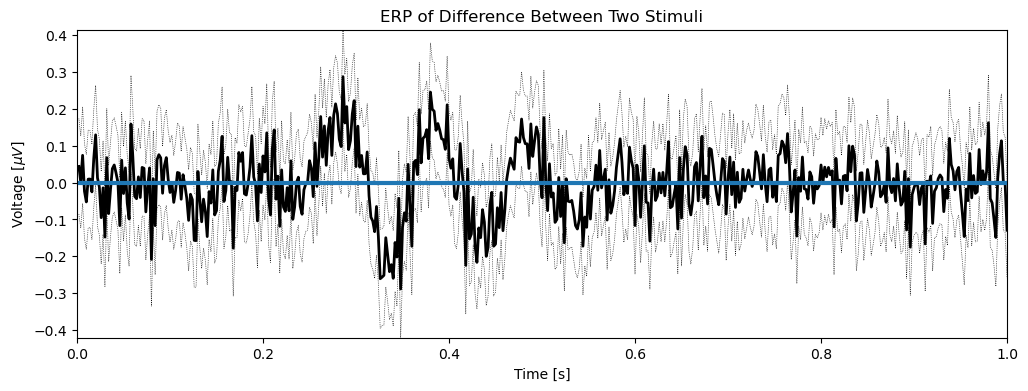 ERP of Difference Between Two Stimuli
Voltage [μV]
0.4
0.3
0.2
0.1
0.0
−0.1
−0.2
−0.3
−0.4
0.0 0.2 0.4 0.6 0.8 1.0
Time [s]